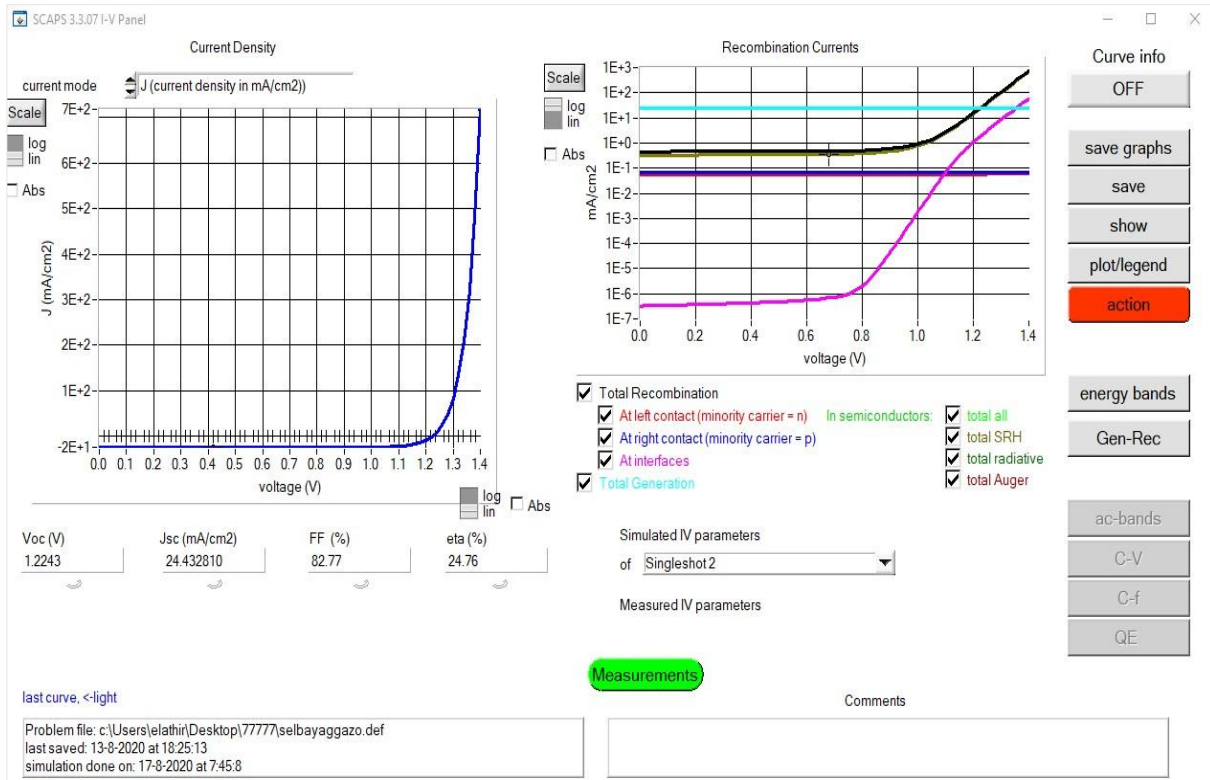 SCAPS 3.3.07 I-V Panel
Current Density
current mode
J (current density in mA/cm2))
Scale
log
lin
Abs
7E+2
6E+2
5E+2
4E+2
3E+2
2E+2
1E+2
-2E+1
J (mA/cm2)
0.0 0.1 0.2 0.3 0.4 0.5 0.6 0.7 0.8 0.9 1.0 1.1 1.2 1.3 1.4
voltage (V)
log
lin
Abs
Recombination Currents
Scale
log
lin
Abs
1E+3
1E+2
1E+1
1E+0
1E-1
1E-2
1E-3
1E-4
1E-5
1E-6
1E-7
mA/cm2
0.0 0.2 0.4 0.6 0.8 1.0 1.2 1.4
voltage (V)
Total Recombination
At left contact (minority carrier = n)
At right contact (minority carrier = p)
At interfaces
Total Generation
In semiconductors:
total all
total SRH
total radiative
total Auger
Voc (V) Jsc (mA/cm2) FF (%) eta (%)
1.2243 24.432810 82.77 24.76
Simulated IV parameters
of Singleshot 2
Measured IV parameters
Measurements
last curve, <-light
Problem file: c:\Users\elathir\Desktop\77777\selbayaggazo.def
last saved: 13-8-2020 at 18:25:13
simulation done on: 17-8-2020 at 7:45:8
Comments
Curve info
OFF
save graphs
save
show
plot/legend
action
energy bands
Gen-Rec
ac-bands
C-V
C-f
QE